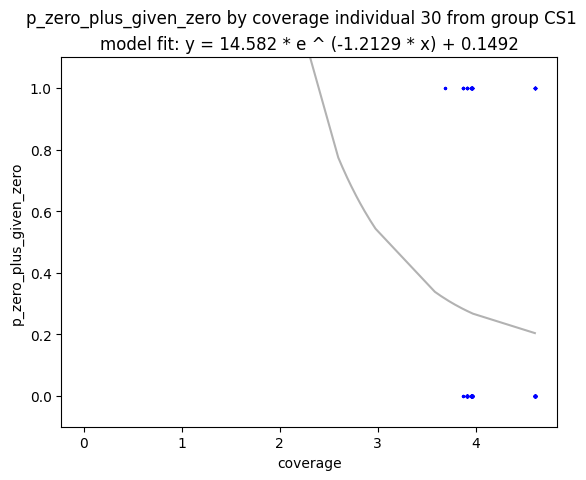 p_zero_plus_given_zero by coverage individual 30 from group CS1
model fit: y = 14.582 * e ^ (-1.2129 * x) + 0.1492
1.0
0.8
0.6
0.4
0.2
0.0
p_zero_plus_given_zero
0 1 2 3 4
coverage